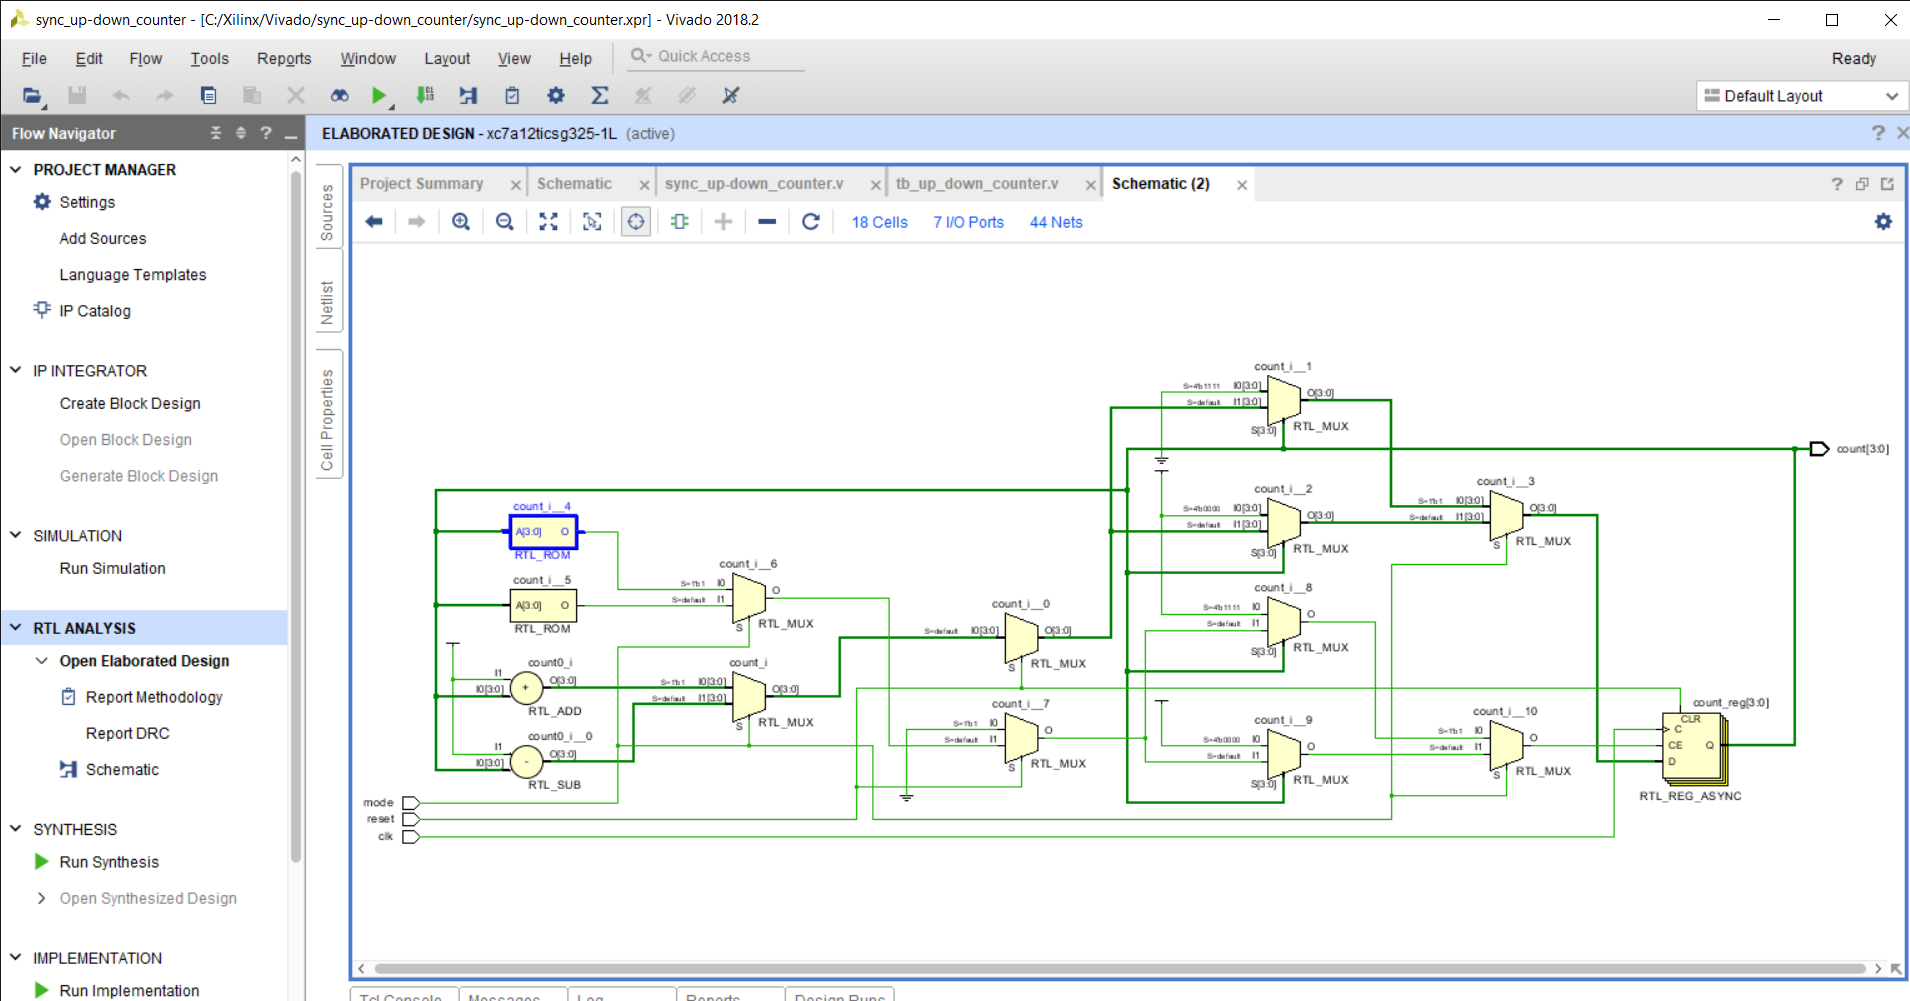 sync_up-down_counter - [C:/Xilinx/Vivado/sync_up-down_counter/sync_up-down_counter.xpr] - Vivado 2018.2
File Edit Flow Tools Reports Window Layout View Help Quick Access Ready
Default Layout
Flow Navigator
ELABORATED DESIGN - xc7a12ticsg325-1L (active)
PROJECT MANAGER
Settings
Add Sources
Language Templates
IP Catalog
IP INTEGRATOR
Create Block Design
Open Block Design
Generate Block Design
SIMULATION
Run Simulation
RTL ANALYSIS
Open Elaborated Design
Report Methodology
Report DRC
Schematic
SYNTHESIS
Run Synthesis
Open Synthesized Design
IMPLEMENTATION
Run Implementation
Sources
Netlist
Cell Properties
Project Summary Schematic sync_up-down_counter.v tb_up_down_counter.v Schematic (2)
18 Cells 7 I/O Ports 44 Nets
count_i__4
A[3:0] O
RTL_ROM
count_i__5
A[3:0] O
RTL_ROM
count0_i
I1
I0[3:0]
+
O[3:0]
RTL_ADD
count0_i__0
I1
I0[3:0]
-
O[3:0]
RTL_SUB
mode
reset
clk
count_i__6
S=1'b1 I0
S=default I1
O
S
RTL_MUX
count_i
S=1'b1 I0[3:0]
S=default I1[3:0]
O[3:0]
S
RTL_MUX
count_i__0
S=default I0[3:0]
O[3:0]
S
RTL_MUX
count_i__7
S=1'b1 I0
S=default I1
O
S
RTL_MUX
count_i__1
S=4'b1111 I0[3:0]
S=default I1[3:0]
O[3:0]
S[3:0]
RTL_MUX
count_i__2
S=4'b0000 I0[3:0]
S=default I1[3:0]
O[3:0]
S[3:0]
RTL_MUX
count_i__8
S=4'b1111 I0
S=default I1
O
S[3:0]
RTL_MUX
count_i__9
S=4'b0000 I0
S=default I1
O
S[3:0]
RTL_MUX
count_i__3
S=1'b1 I0[3:0]
S=default I1[3:0]
O[3:0]
S
RTL_MUX
count_i__10
S=1'b1 I0
S=default I1
O
S
RTL_MUX
count_reg[3:0]
CLR
C
CE
D
Q
RTL_REG_ASYNC
count[3:0]
Tcl Console Messages Log Reports Design Runs